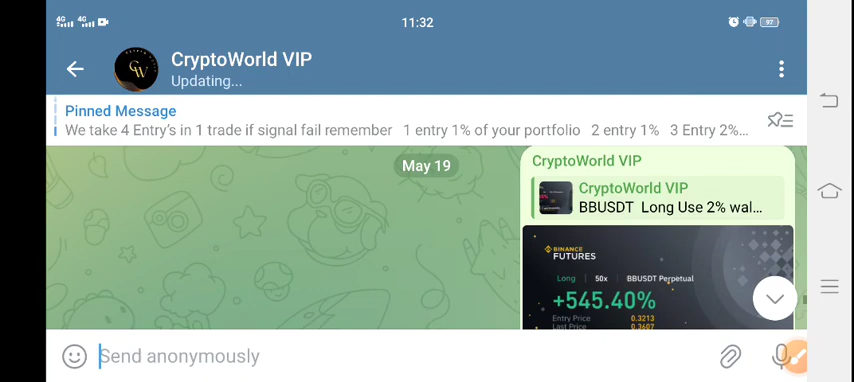 4G 4G 11:32 97
CryptoWorld VIP
Updating...
Pinned Message
We take 4 Entry's in 1 trade if signal fail remember 1 entry 1% of your portfolio 2 entry 1% 3 Entry 2%...
May 19
CryptoWorld VIP
CryptoWorld VIP
BBUSDT Long Use 2% wal...
BINANCE
FUTURES
Long 50x BBUSDT Perpetual
+545.40%
Entry Price 0.3213
Last Price 0.3607
Send anonymously